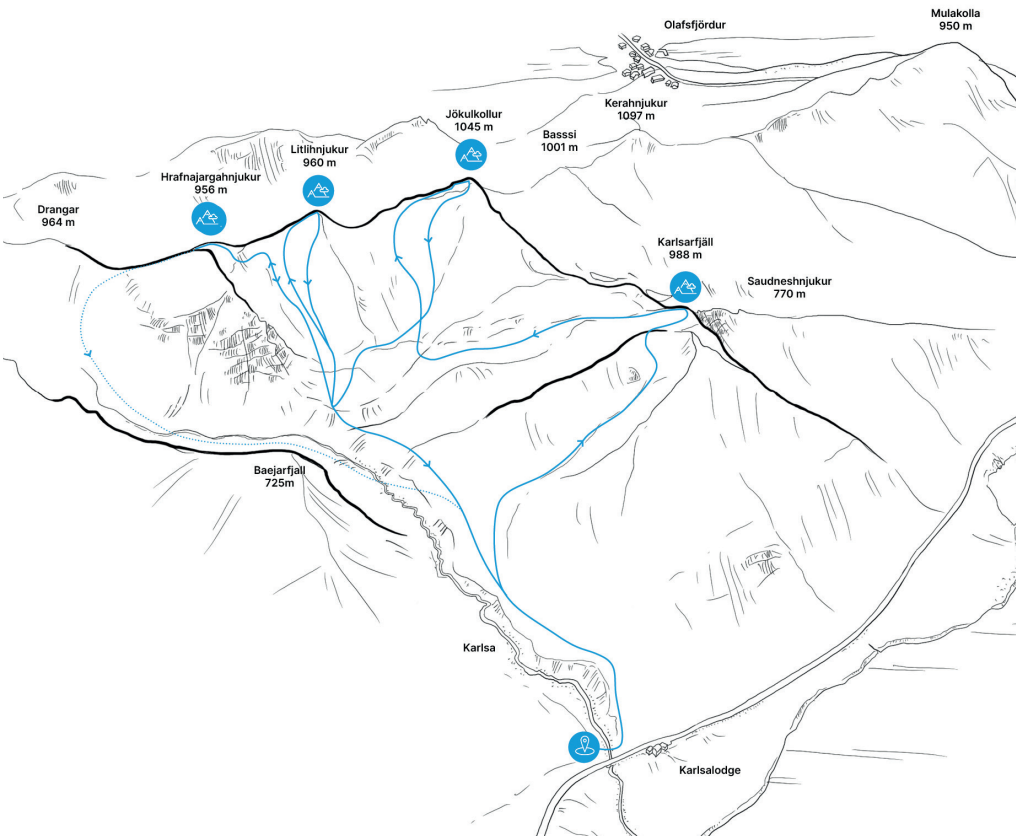 Mulakolla
950 m
Olafsfjördur
Kerahnjukur
1097 m
Jökulkollur
1045 m
Basssi
1001 m
Litlihnjukur
960 m
Hrafnajargahnjukur
956 m
Drangar
964 m
Karlsarfjäll
988 m
Saudneshnjukur
770 m
Baejarfjall
725m
Karlsa
Karlsalodge